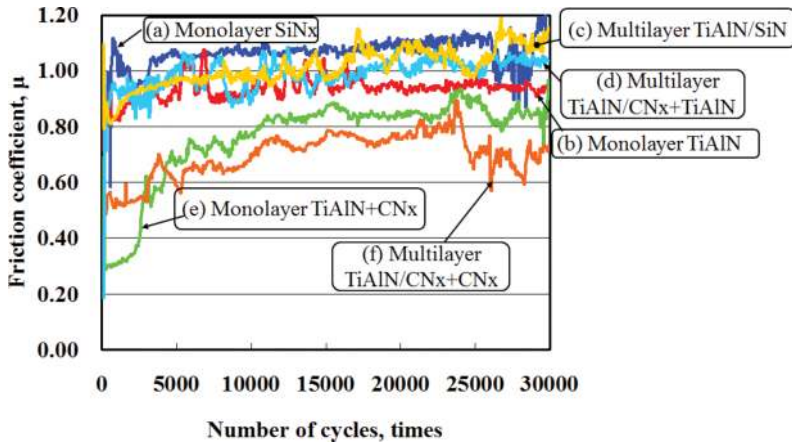 1.20
1.00
0.80
0.60
0.40
0.20
0.00
Friction coefficient, μ
(a) Monolayer SiNx
(c) Multilayer TiAlN/SiN
(d) Multilayer
TiAlN/CNx+TiAlN
(b) Monolayer TiAlN
(e) Monolayer TiAlN+CNx
(f) Multilayer
TiAlN/CNx+CNx
0 5000 10000 15000 20000 25000 30000
Number of cycles, times